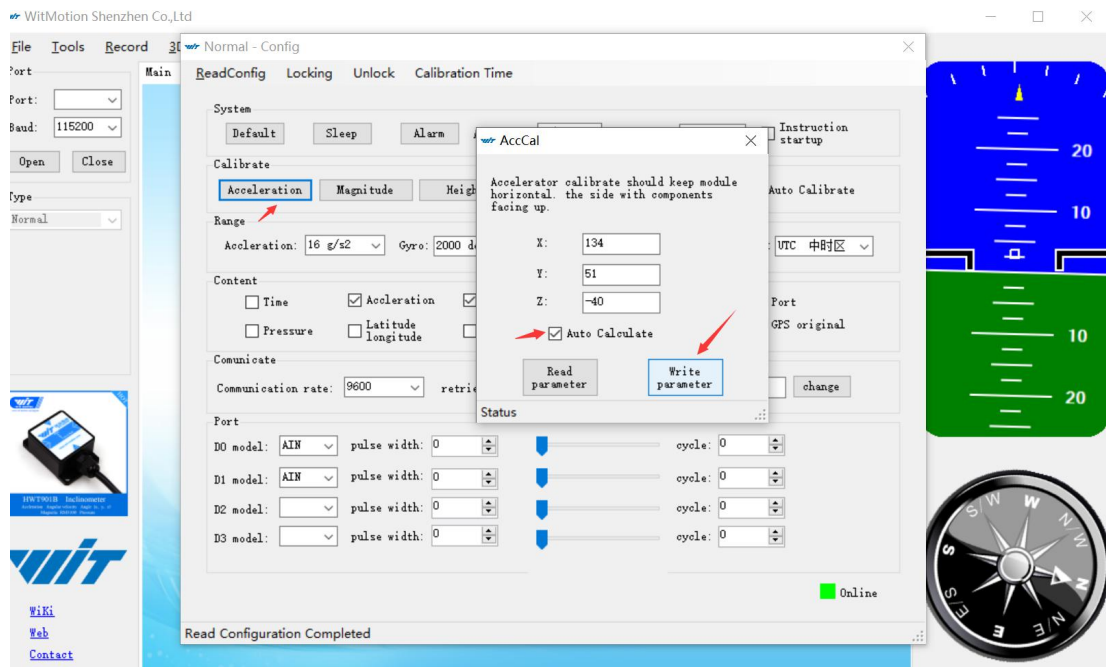 WitMotion Shenzhen Co.,Ltd
File Tools Record
Normal - Config
ReadConfig Locking Unlock Calibration Time
Port
Port:
Baud: 115200
Open Close
Type
Normal
Main
System
Default Sleep Alarm
Instruction
startup
Calibrate
Acceleration Magnitude
Auto Calibrate
Range
Accleration: 16 g/s2 Gyro: 2000
UTC 中时区
Content
Time Accleration
Port
Pressure Latitude
longitude
GPS original
Comunicate
Communication rate: 9600
change
Port
D0 model: AIN pulse width: 0 cycle: 0
D1 model: AIN pulse width: 0 cycle: 0
D2 model: pulse width: 0 cycle: 0
D3 model: pulse width: 0 cycle: 0
Online
Read Configuration Completed
AccCal
Accelerator calibrate should keep module
horizontal. the side with components
facing up.
X: 134
Y: 51
Z: -40
Auto Calculate
Read
parameter
Write
parameter
Status
HWT901B Inclinometer
WiT
WiKi
Web
Contact
20
10
10
20
S
S/W
W
N/W
N
N/E
E
S/E